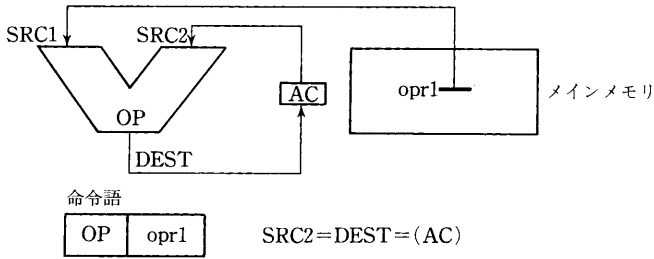 SRC1
SRC2
OP
AC
DEST
opr1
メインメモリ
命令語
OP opr1
SRC2=DEST=(AC)